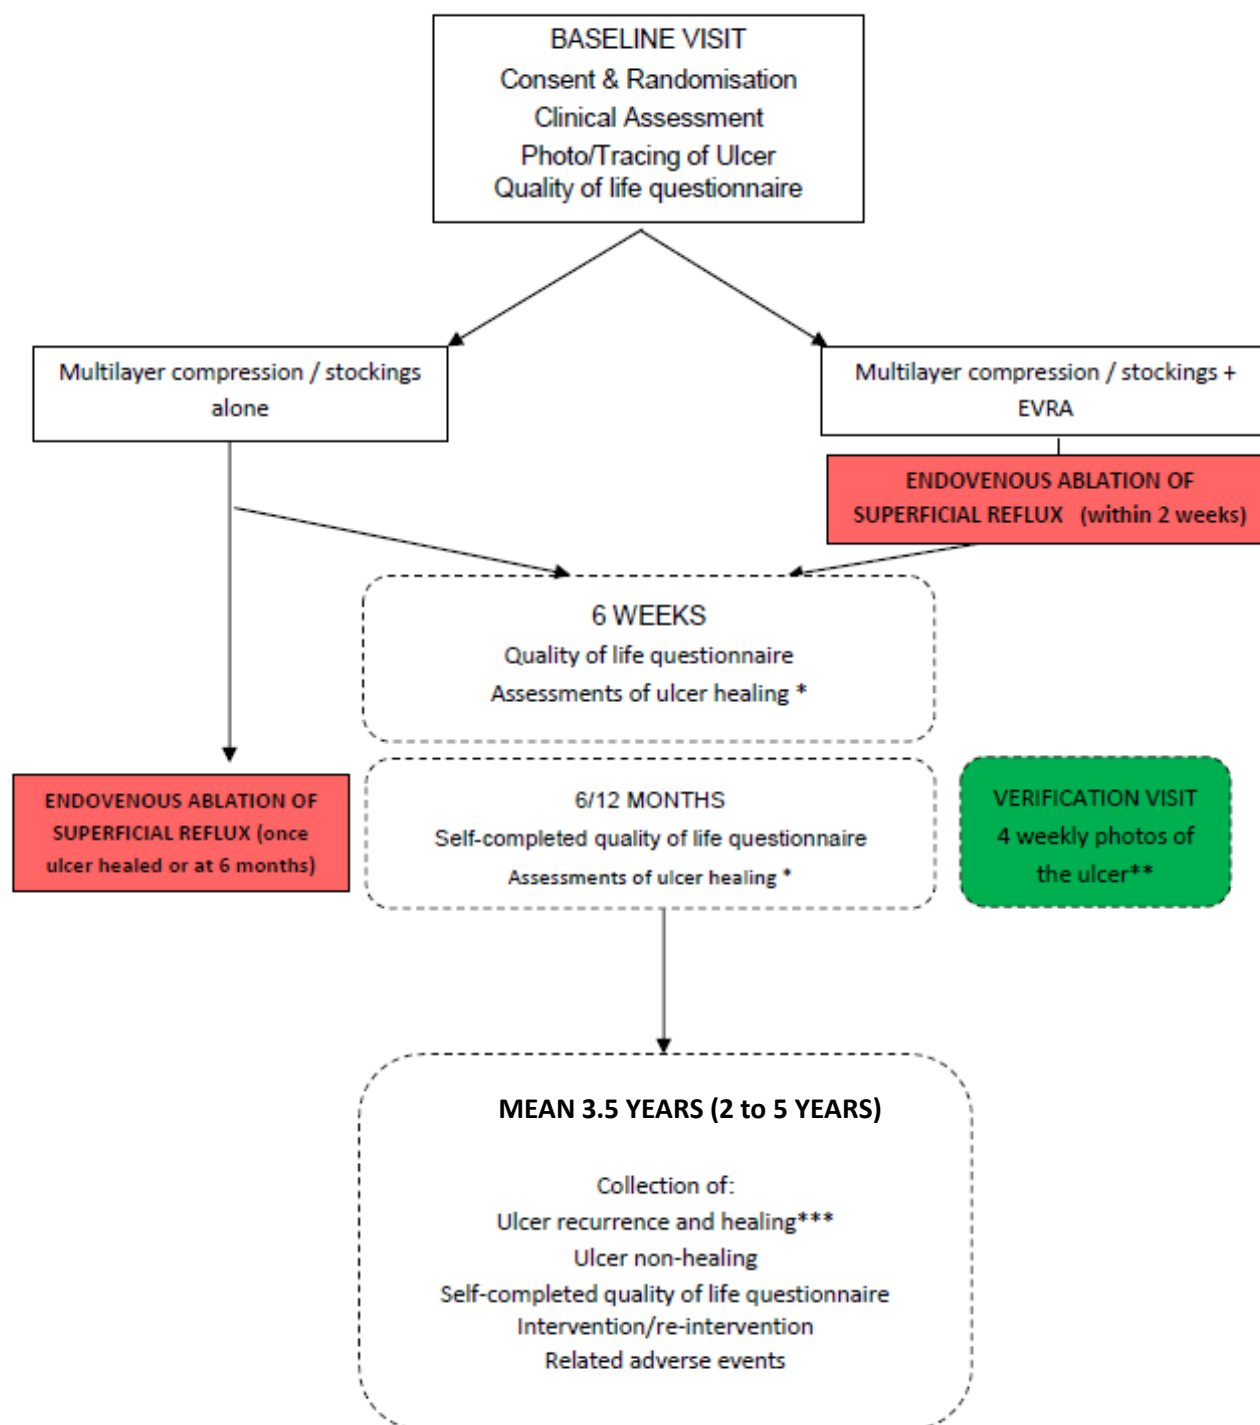 BASELINE VISIT
Consent & Randomisation
Clinical Assessment
Photo/Tracing of Ulcer
Quality of life questionnaire
Multilayer compression / stockings
alone
Multilayer compression / stockings +
EVRA
ENDOVENOUS ABLATION OF
SUPERFICIAL REFLUX (within 2 weeks)
6 WEEKS
Quality of life questionnaire
Assessments of ulcer healing *
ENDOVENOUS ABLATION OF
SUPERFICIAL REFLUX (once
ulcer healed or at 6 months)
6/12 MONTHS
Self-completed quality of life questionnaire
Assessments of ulcer healing *
VERIFICATION VISIT
4 weekly photos of
the ulcer**
MEAN 3.5 YEARS (2 to 5 YEARS)
Collection of:
Ulcer recurrence and healing***
Ulcer non-healing
Self-completed quality of life questionnaire
Intervention/re-intervention
Related adverse events